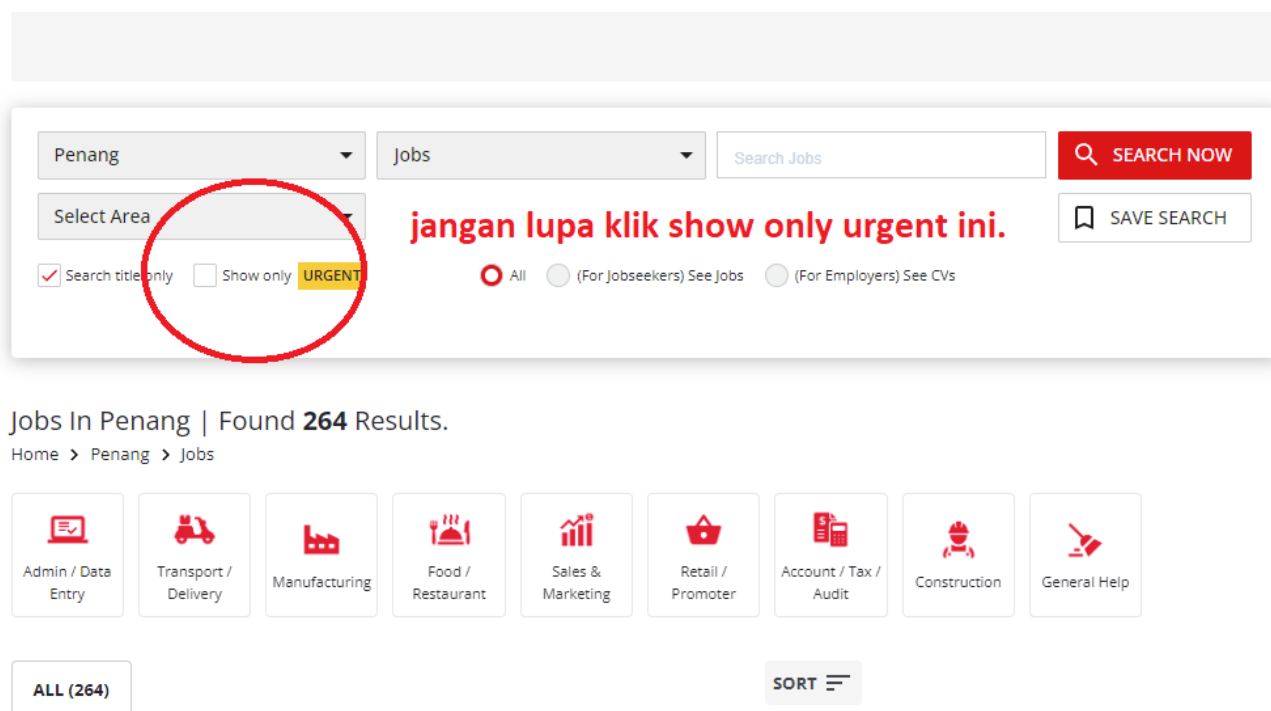 Penang
Jobs
Search Jobs
SEARCH NOW
Select Area
jangan lupa klik show only urgent ini.
SAVE SEARCH
Search title only
Show only URGENT
All
(For Jobseekers) See Jobs
(For Employers) See CVs
Jobs In Penang | Found 264 Results.
Home > Penang > Jobs
Admin / Data
Entry
Transport /
Delivery
Manufacturing
Food /
Restaurant
Sales &
Marketing
Retail /
Promoter
Account / Tax /
Audit
Construction
General Help
ALL (264)
SORT